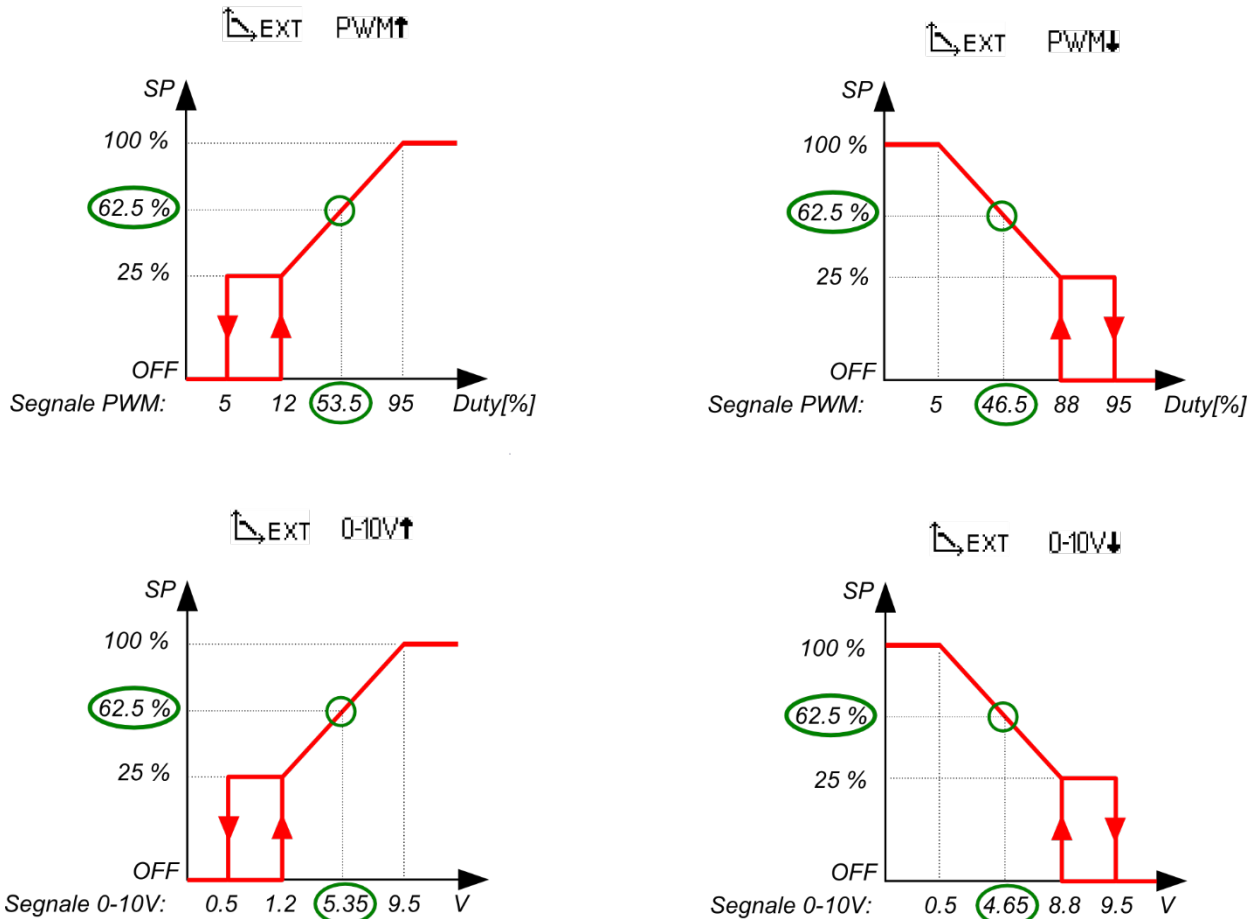 EXT PWM↑
SP
100 %
62.5 %
25 %
OFF
Segnale PWM: 5 12 53.5 95 Duty[%]
EXT PWM↓
SP
100 %
62.5 %
25 %
OFF
Segnale PWM: 5 46.5 88 95 Duty[%]
EXT 0-10V↑
SP
100 %
62.5 %
25 %
OFF
Segnale 0-10V: 0.5 1.2 5.35 9.5 V
EXT 0-10V↓
SP
100 %
62.5 %
25 %
OFF
Segnale 0-10V: 0.5 4.65 8.8 9.5 V